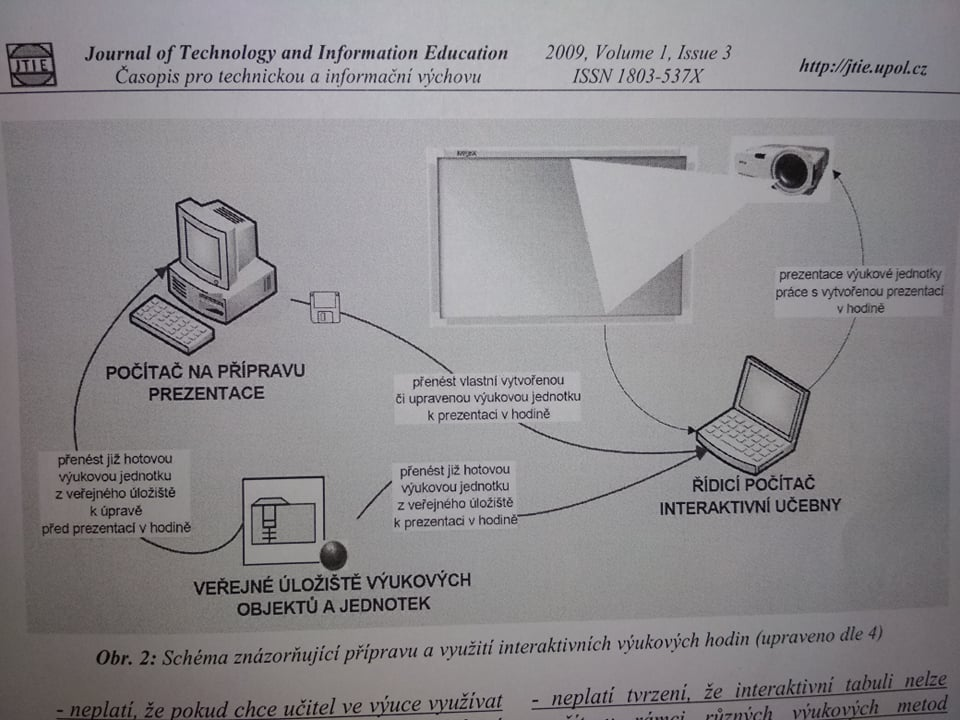 JTIE
Journal of Technology and Information Education
Časopis pro technickou a informační výchovu
2009, Volume 1, Issue 3
ISSN 1803-537X
http://jtie.upol.cz
prezentace výukové jednotky
práce s vytvořenou prezentací
v hodině
POČÍTAČ NA PŘÍPRAVU
PREZENTACE
přenést vlastní vytvořenou
či upravenou výukovou jednotku
k prezentaci v hodině
přenést již hotovou
výukovou jednotku
z veřejného úložiště
k úpravě
před prezentací v hodině
přenést již hotovou
výukovou jednotku
z veřejného úložiště
k prezentaci v hodině
ŘÍDICÍ POČÍTAČ
INTERAKTIVNÍ UČEBNY
VEŘEJNÉ ÚLOŽIŠTĚ VÝUKOVÝCH
OBJEKTŮ A JEDNOTEK
Obr. 2: Schéma znázorňující přípravu a využití interaktivních výukových hodin (upraveno dle 4)
- neplatí, že pokud chce učitel ve výuce využívat
- neplatí tvrzení, že interaktivní tabuli nelze
rámci různých výukových metod